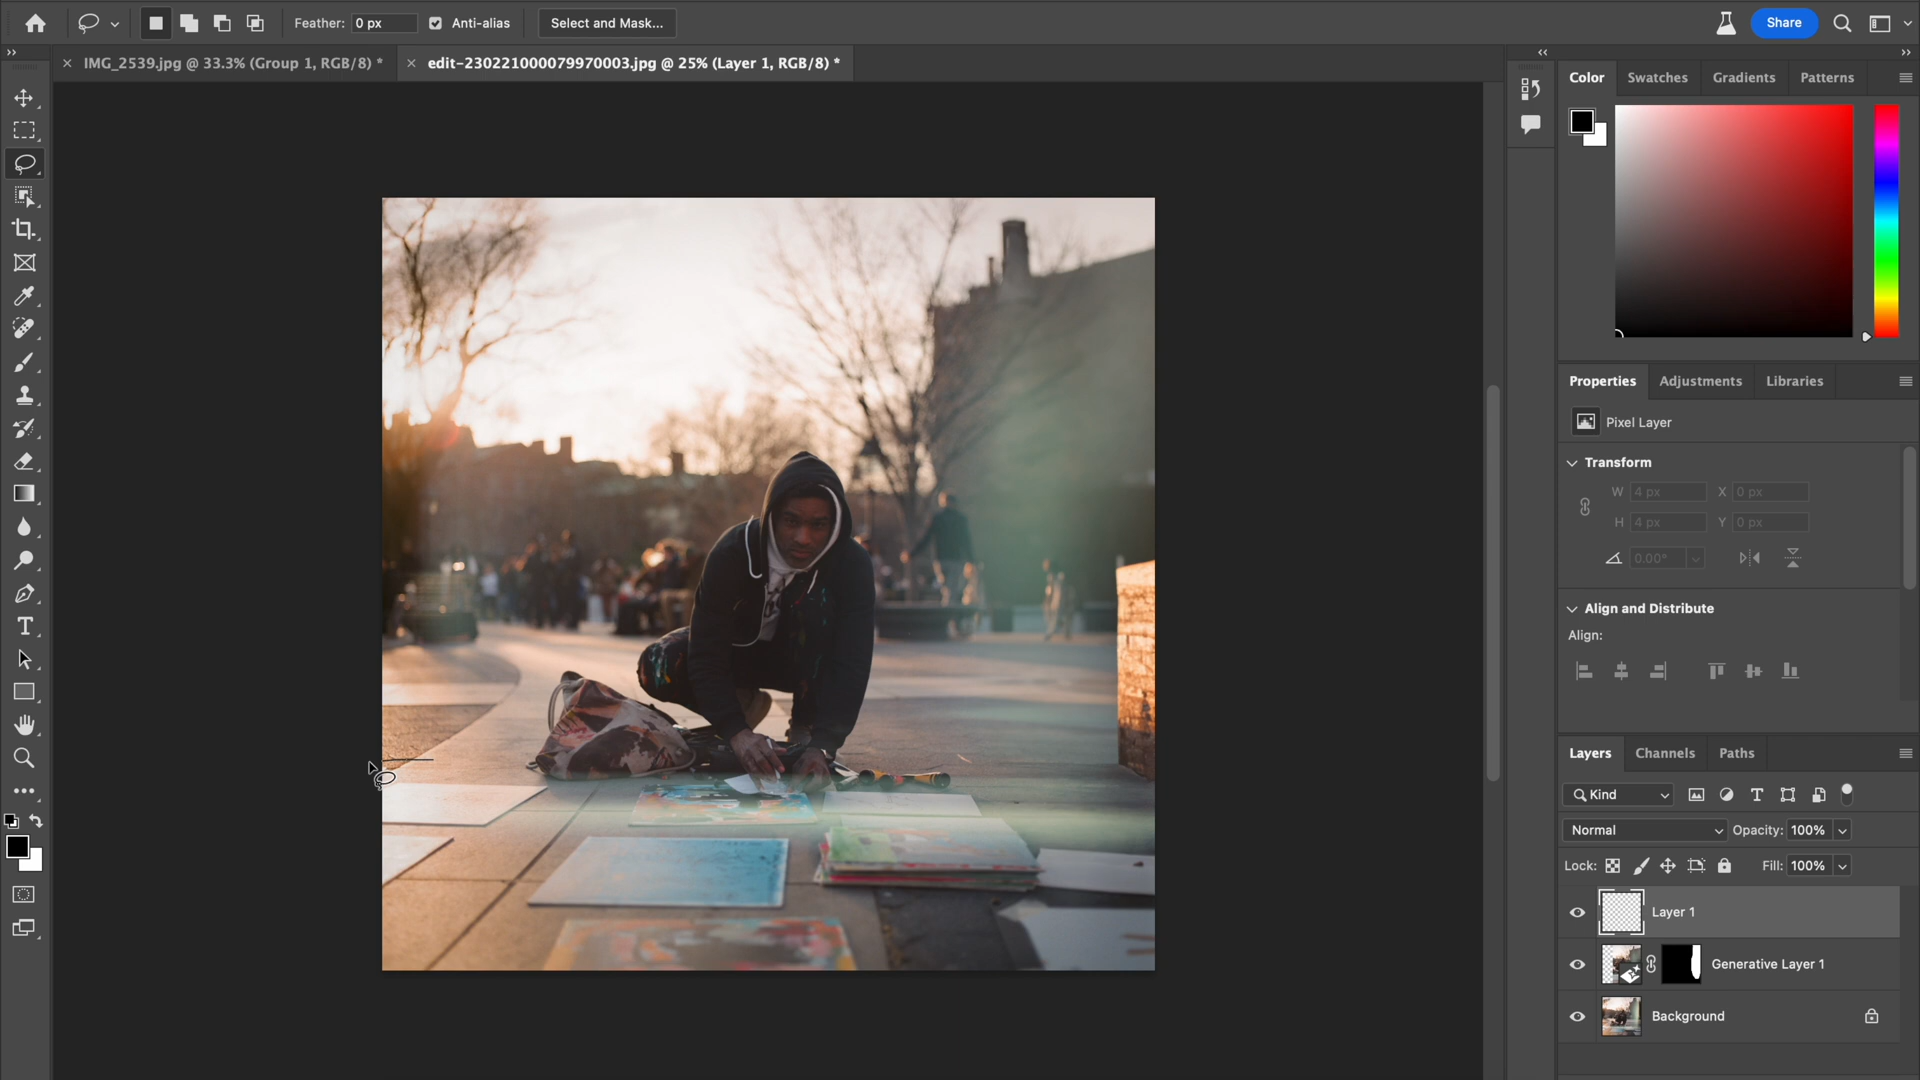 Feather: 0 px Anti-alias Select and Mask... Share
× IMG_2539.jpg @ 33.3% (Group 1, RGB/8) * × edit-230221000079970003.jpg @ 25% (Layer 1, RGB/8) *
Color Swatches Gradients Patterns
Properties Adjustments Libraries
Pixel Layer
Transform
W 4 px X 0 px
H 4 px Y 0 px
0.00°
Align and Distribute
Align:
Layers Channels Paths
Kind
Normal Opacity: 100%
Lock: Fill: 100%
Layer 1
Generative Layer 1
Background